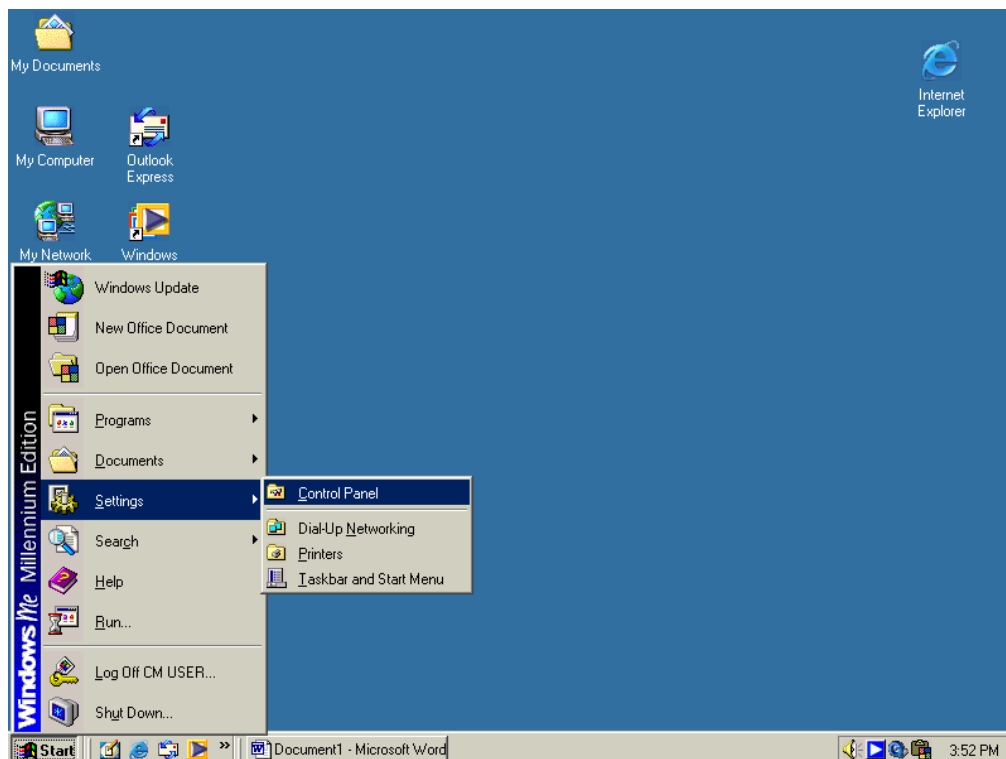 My Documents
Internet
Explorer
My Computer
Outlook
Express
My Network
Windows
Windows Update
New Office Document
Open Office Document
Programs
Documents
Settings
Search
Help
Run...
Log Off CM USER...
Shut Down...
Windows Me Millennium Edition
Control Panel
Dial-Up Networking
Printers
Taskbar and Start Menu
Start
»
Document1 - Microsoft Word
3:52 PM